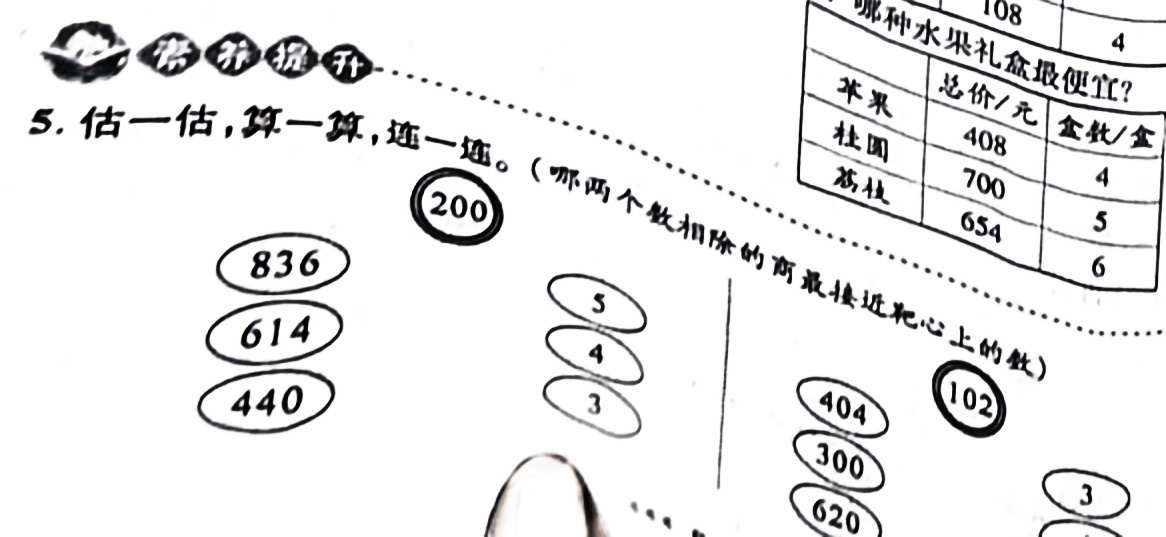 素养提升
5. 估一估,算一算,连一连。(哪两个数相除的商最接近靶心上的数)
200
836
614
440
5
4
3
102
404
300
620
3
108
4
哪种水果礼盒最便宜?
总价/元 盒数/盒
苹果 408 4
桂圆 700 5
荔枝 654 6